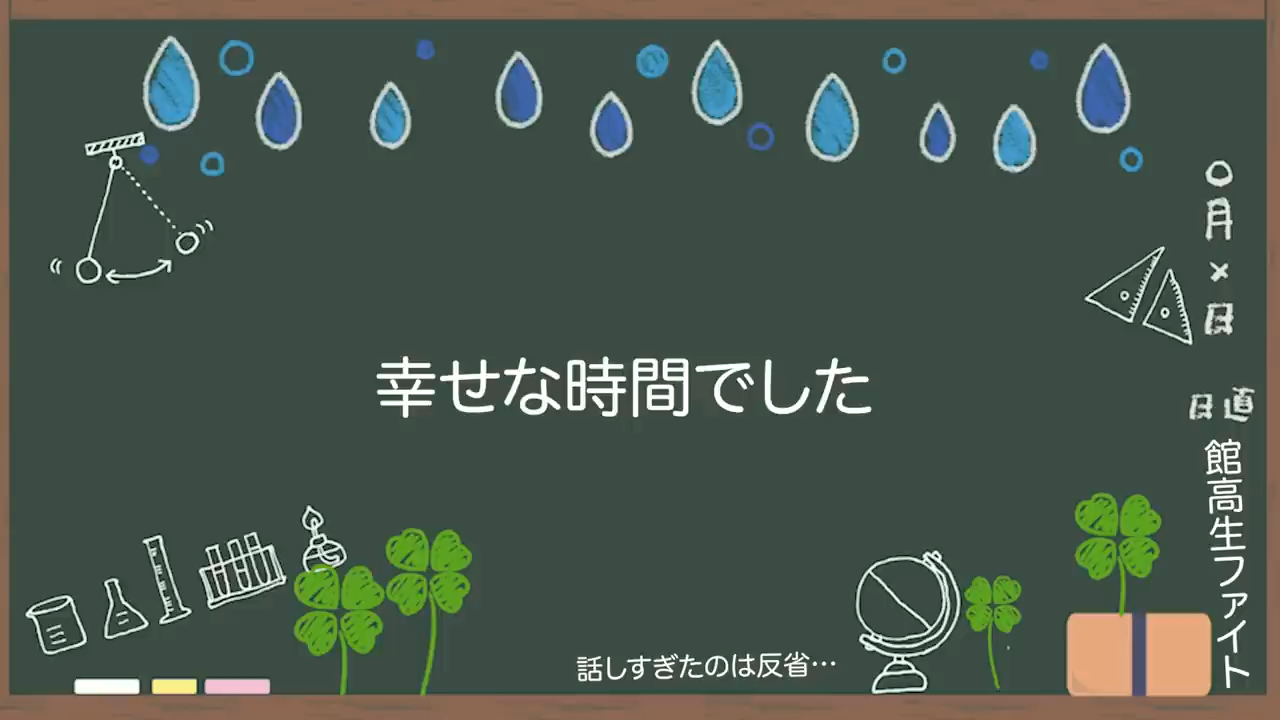 幸せな時間でした
話しすぎたのは反省…
○月×日
日直
館高生ファイト